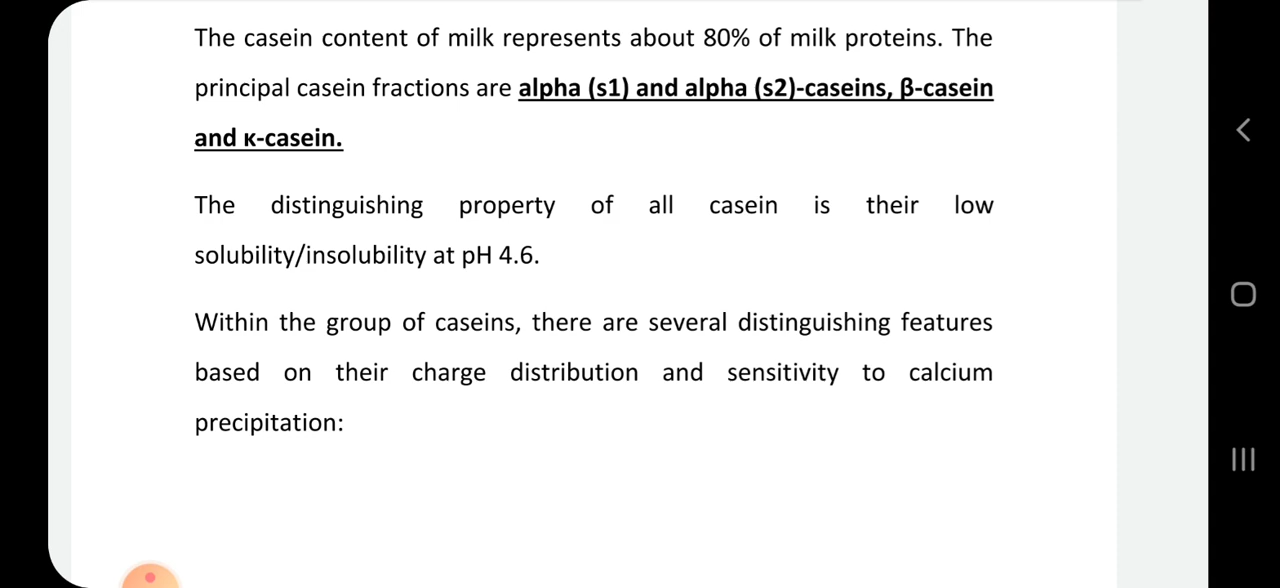 The casein content of milk represents about 80% of milk proteins. The
principal casein fractions are alpha (s1) and alpha (s2)-caseins, β-casein
and κ-casein.
The distinguishing property of all casein is their low
solubility/insolubility at pH 4.6.
Within the group of caseins, there are several distinguishing features
based on their charge distribution and sensitivity to calcium
precipitation: